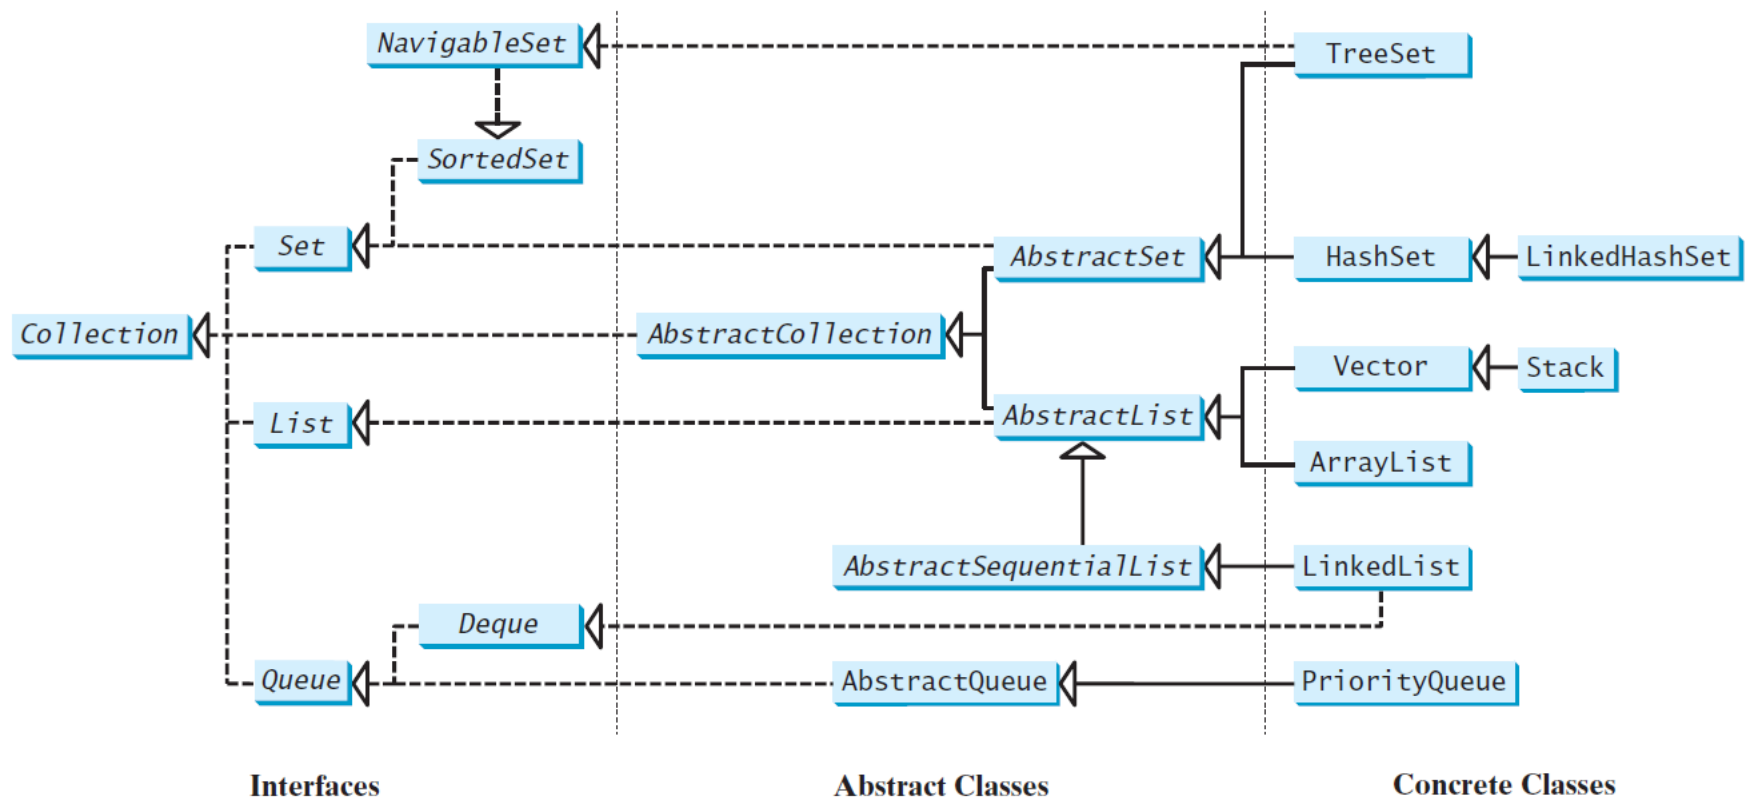 NavigableSet
TreeSet
SortedSet
Set
AbstractSet
HashSet
LinkedHashSet
Collection
AbstractCollection
Vector
Stack
List
AbstractList
ArrayList
AbstractSequentialList
LinkedList
Deque
Queue
AbstractQueue
PriorityQueue
Interfaces
Abstract Classes
Concrete Classes